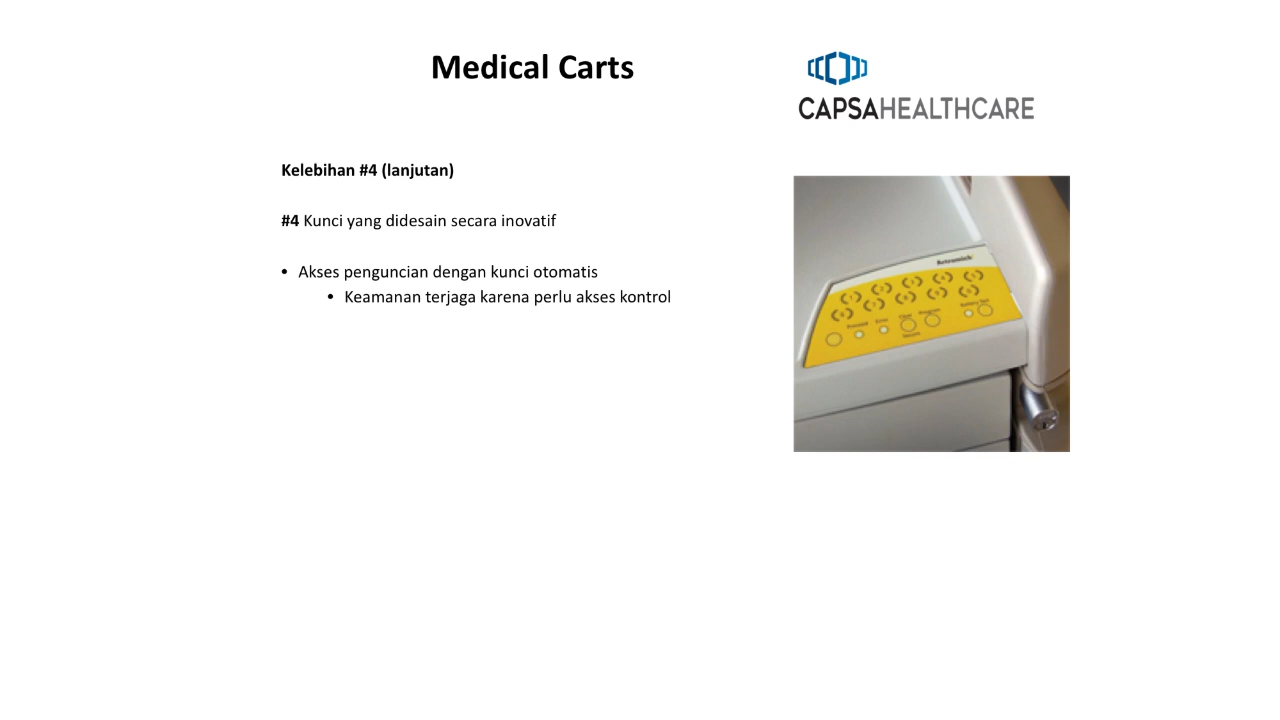 Medical Carts
CAPSAHEALTHCARE
Kelebihan #4 (lanjutan)
#4 Kunci yang didesain secara inovatif
• Akses penguncian dengan kunci otomatis
• Keamanan terjaga karena perlu akses kontrol